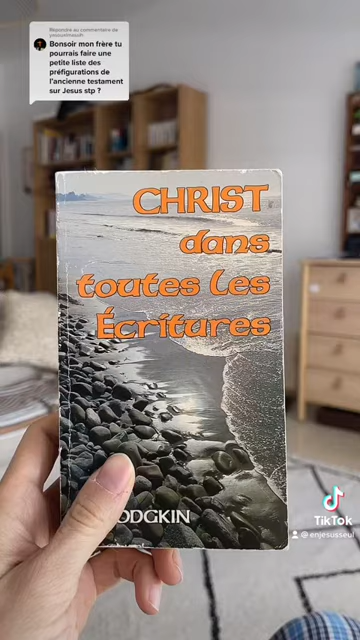 Répondre au commentaire de
Bonsoir mon frère tu
pourrais faire une
petite liste des
préfigurations de
l'ancienne testament
sur Jesus stp ?
CHRIST
dans
toutes les
Écritures
ODGKIN
TikTok
@enjesusseul